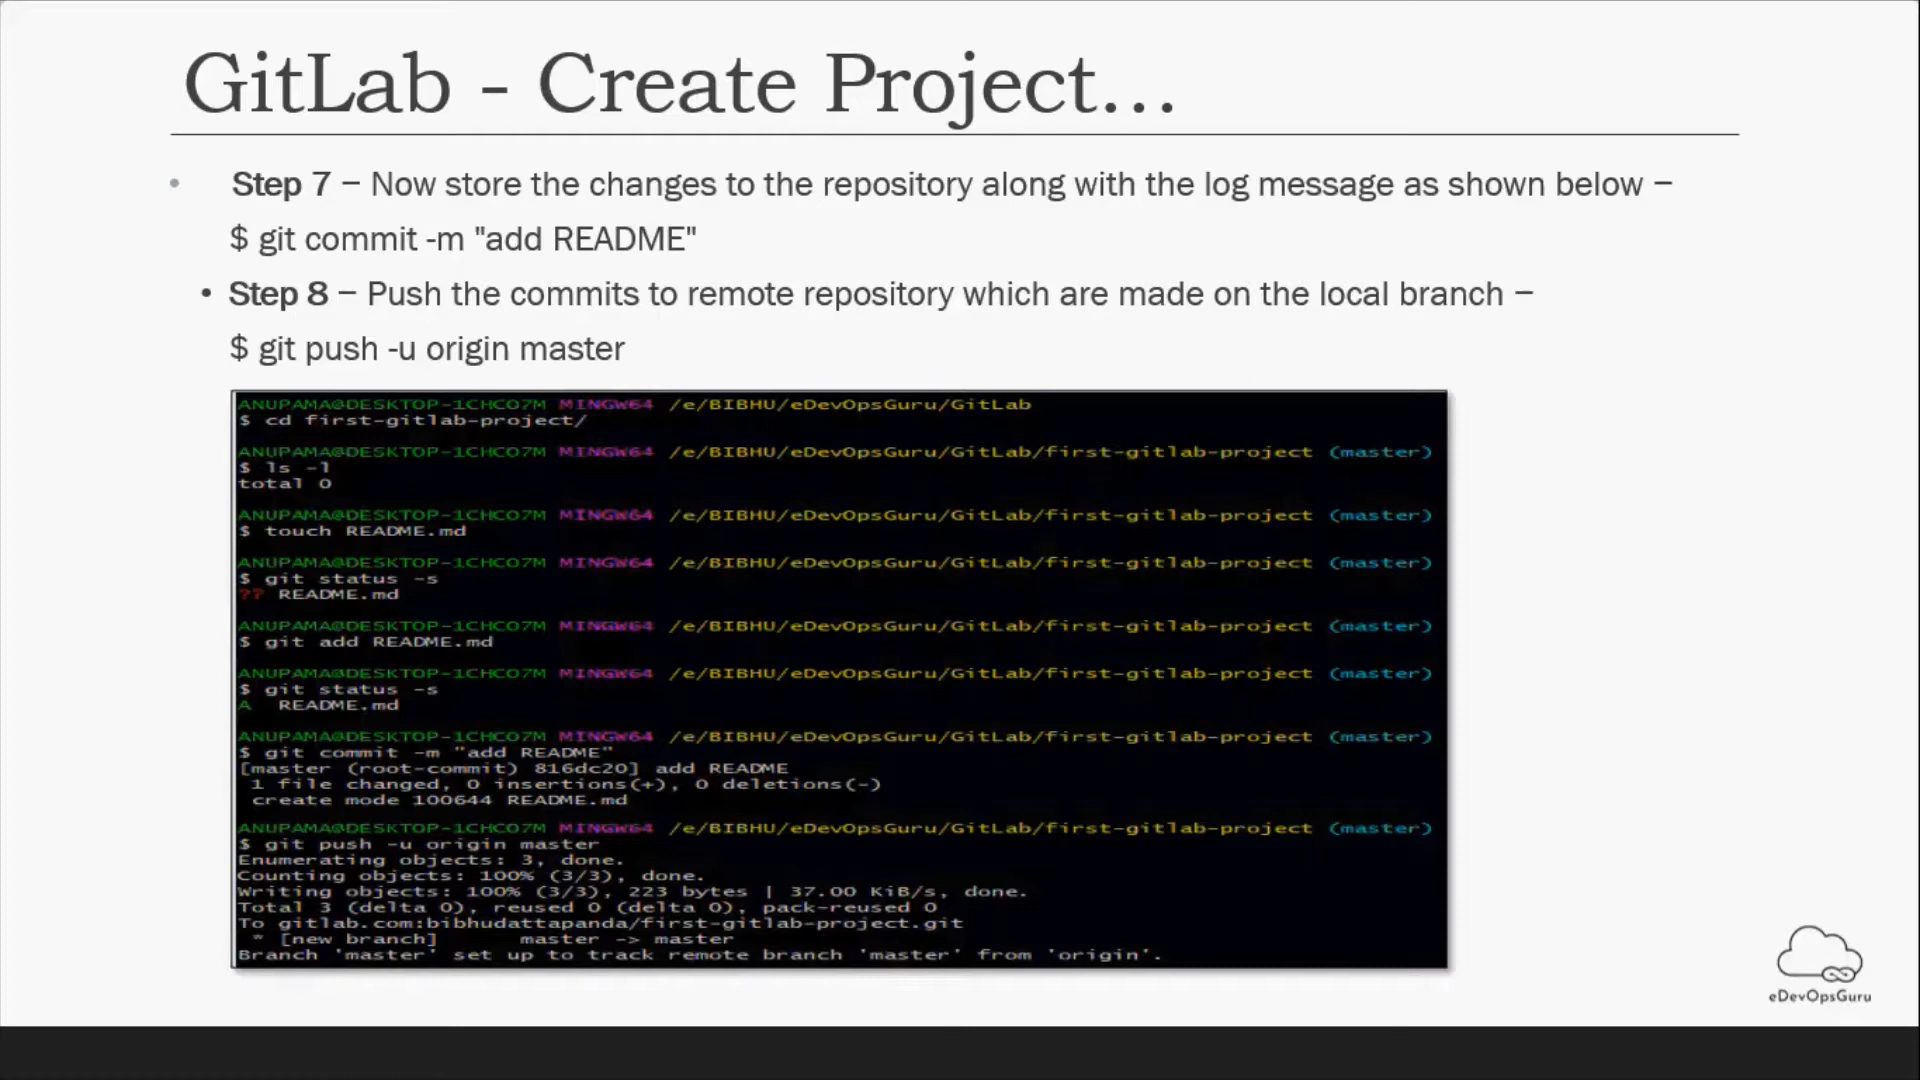 GitLab - Create Project...
• Step 7 – Now store the changes to the repository along with the log message as shown below –
$ git commit -m "add README"
• Step 8 – Push the commits to remote repository which are made on the local branch –
$ git push -u origin master
ANUPAMA@DESKTOP-1CHCO7M MINGW64 /e/BIBHU/eDevOpsGuru/GitLab
$ cd first-gitlab-project/
ANUPAMA@DESKTOP-1CHCO7M MINGW64 /e/BIBHU/eDevOpsGuru/GitLab/first-gitlab-project (master)
$ ls -l
total 0
ANUPAMA@DESKTOP-1CHCO7M MINGW64 /e/BIBHU/eDevOpsGuru/GitLab/first-gitlab-project (master)
$ touch README.md
ANUPAMA@DESKTOP-1CHCO7M MINGW64 /e/BIBHU/eDevOpsGuru/GitLab/first-gitlab-project (master)
$ git status -s
?? README.md
ANUPAMA@DESKTOP-1CHCO7M MINGW64 /e/BIBHU/eDevOpsGuru/GitLab/first-gitlab-project (master)
$ git add README.md
ANUPAMA@DESKTOP-1CHCO7M MINGW64 /e/BIBHU/eDevOpsGuru/GitLab/first-gitlab-project (master)
$ git status -s
A  README.md
ANUPAMA@DESKTOP-1CHCO7M MINGW64 /e/BIBHU/eDevOpsGuru/GitLab/first-gitlab-project (master)
$ git commit -m "add README"
[master (root-commit) 816dc20] add README
1 file changed, 0 insertions(+), 0 deletions(-)
create mode 100644 README.md
ANUPAMA@DESKTOP-1CHCO7M MINGW64 /e/BIBHU/eDevOpsGuru/GitLab/first-gitlab-project (master)
$ git push -u origin master
Enumerating objects: 3, done.
Counting objects: 100% (3/3), done.
Writing objects: 100% (3/3), 223 bytes | 37.00 KiB/s, done.
Total 3 (delta 0), reused 0 (delta 0), pack-reused 0
To gitlab.com:bibhudattapanda/first-gitlab-project.git
* [new branch] master -> master
Branch 'master' set up to track remote branch 'master' from 'origin'.
eDevOpsGuru